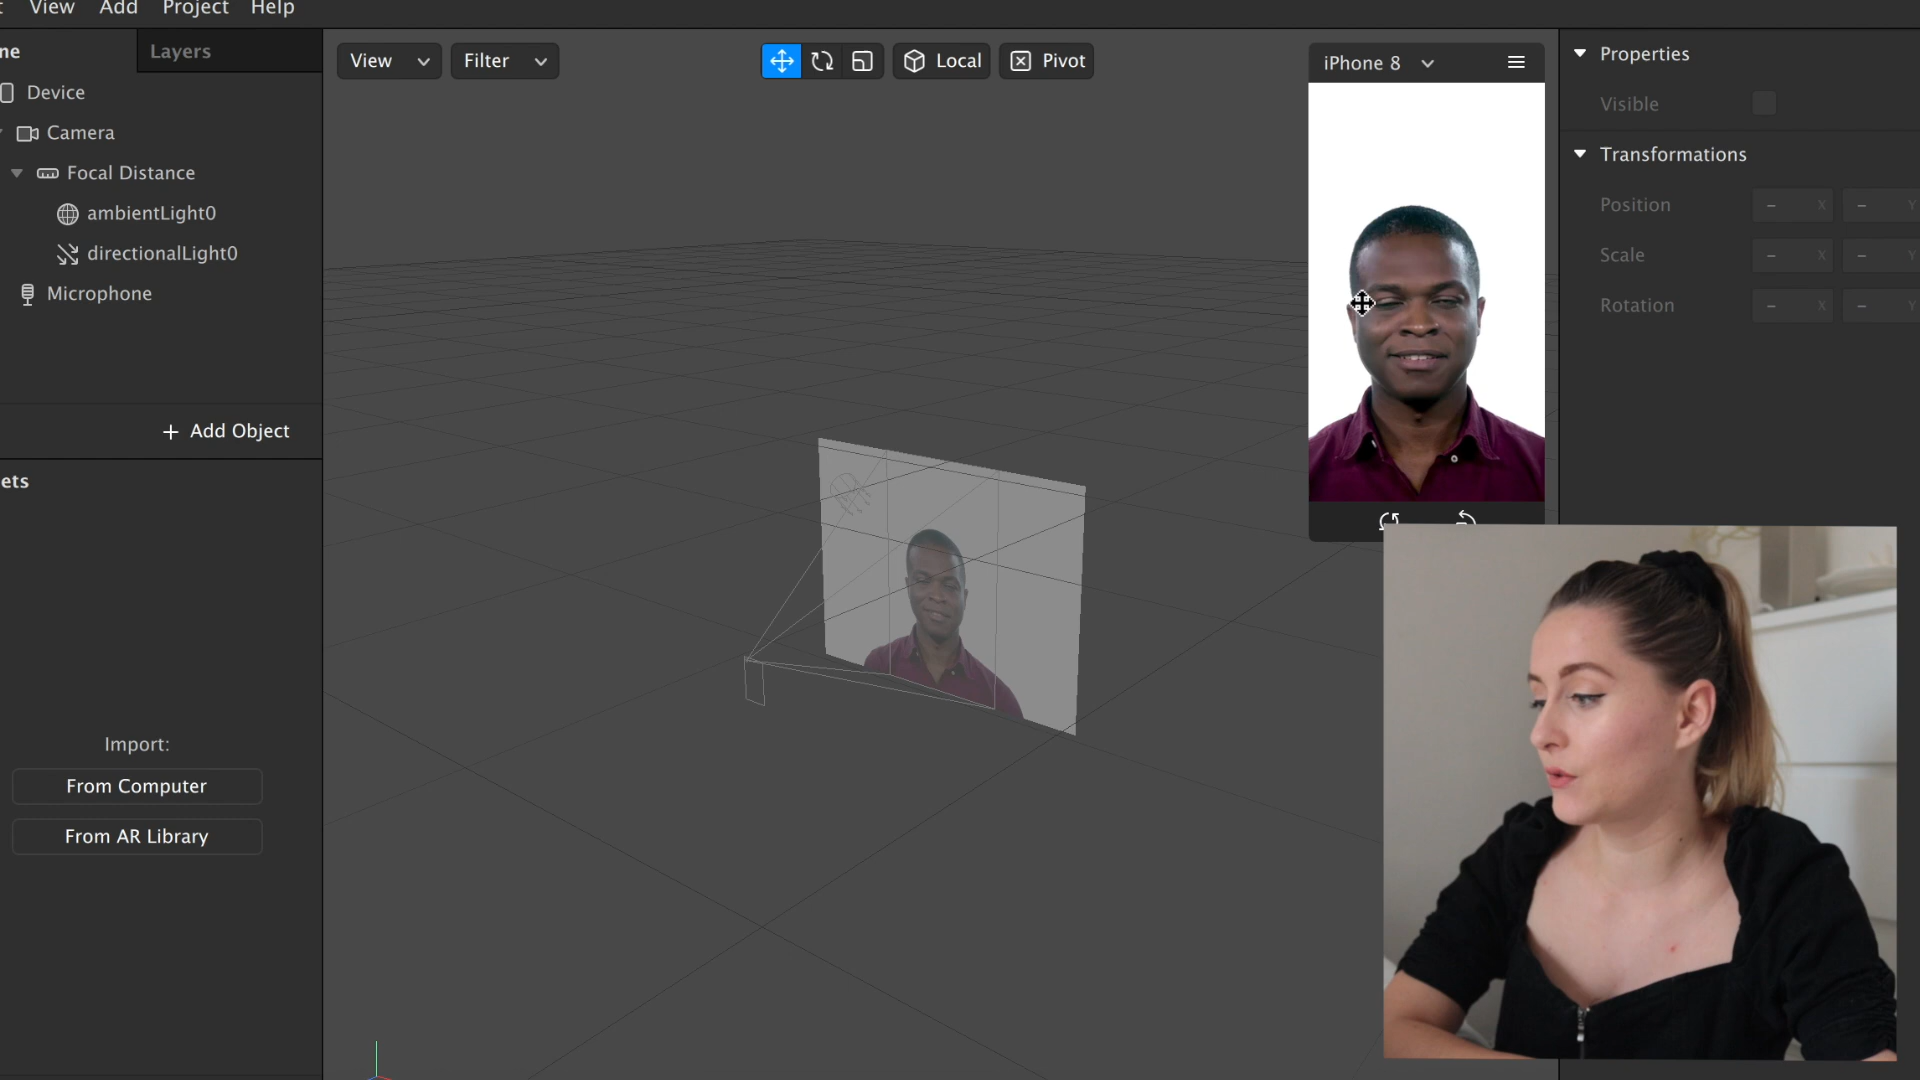 View Add Project Help
ne Layers
Device
Camera
Focal Distance
ambientLight0
directionalLight0
Microphone
+ Add Object
ets
Import:
From Computer
From AR Library
View Filter Local Pivot
iPhone 8
Properties
Visible
Transformations
Position – X – Y
Scale – X – Y
Rotation – X – Y